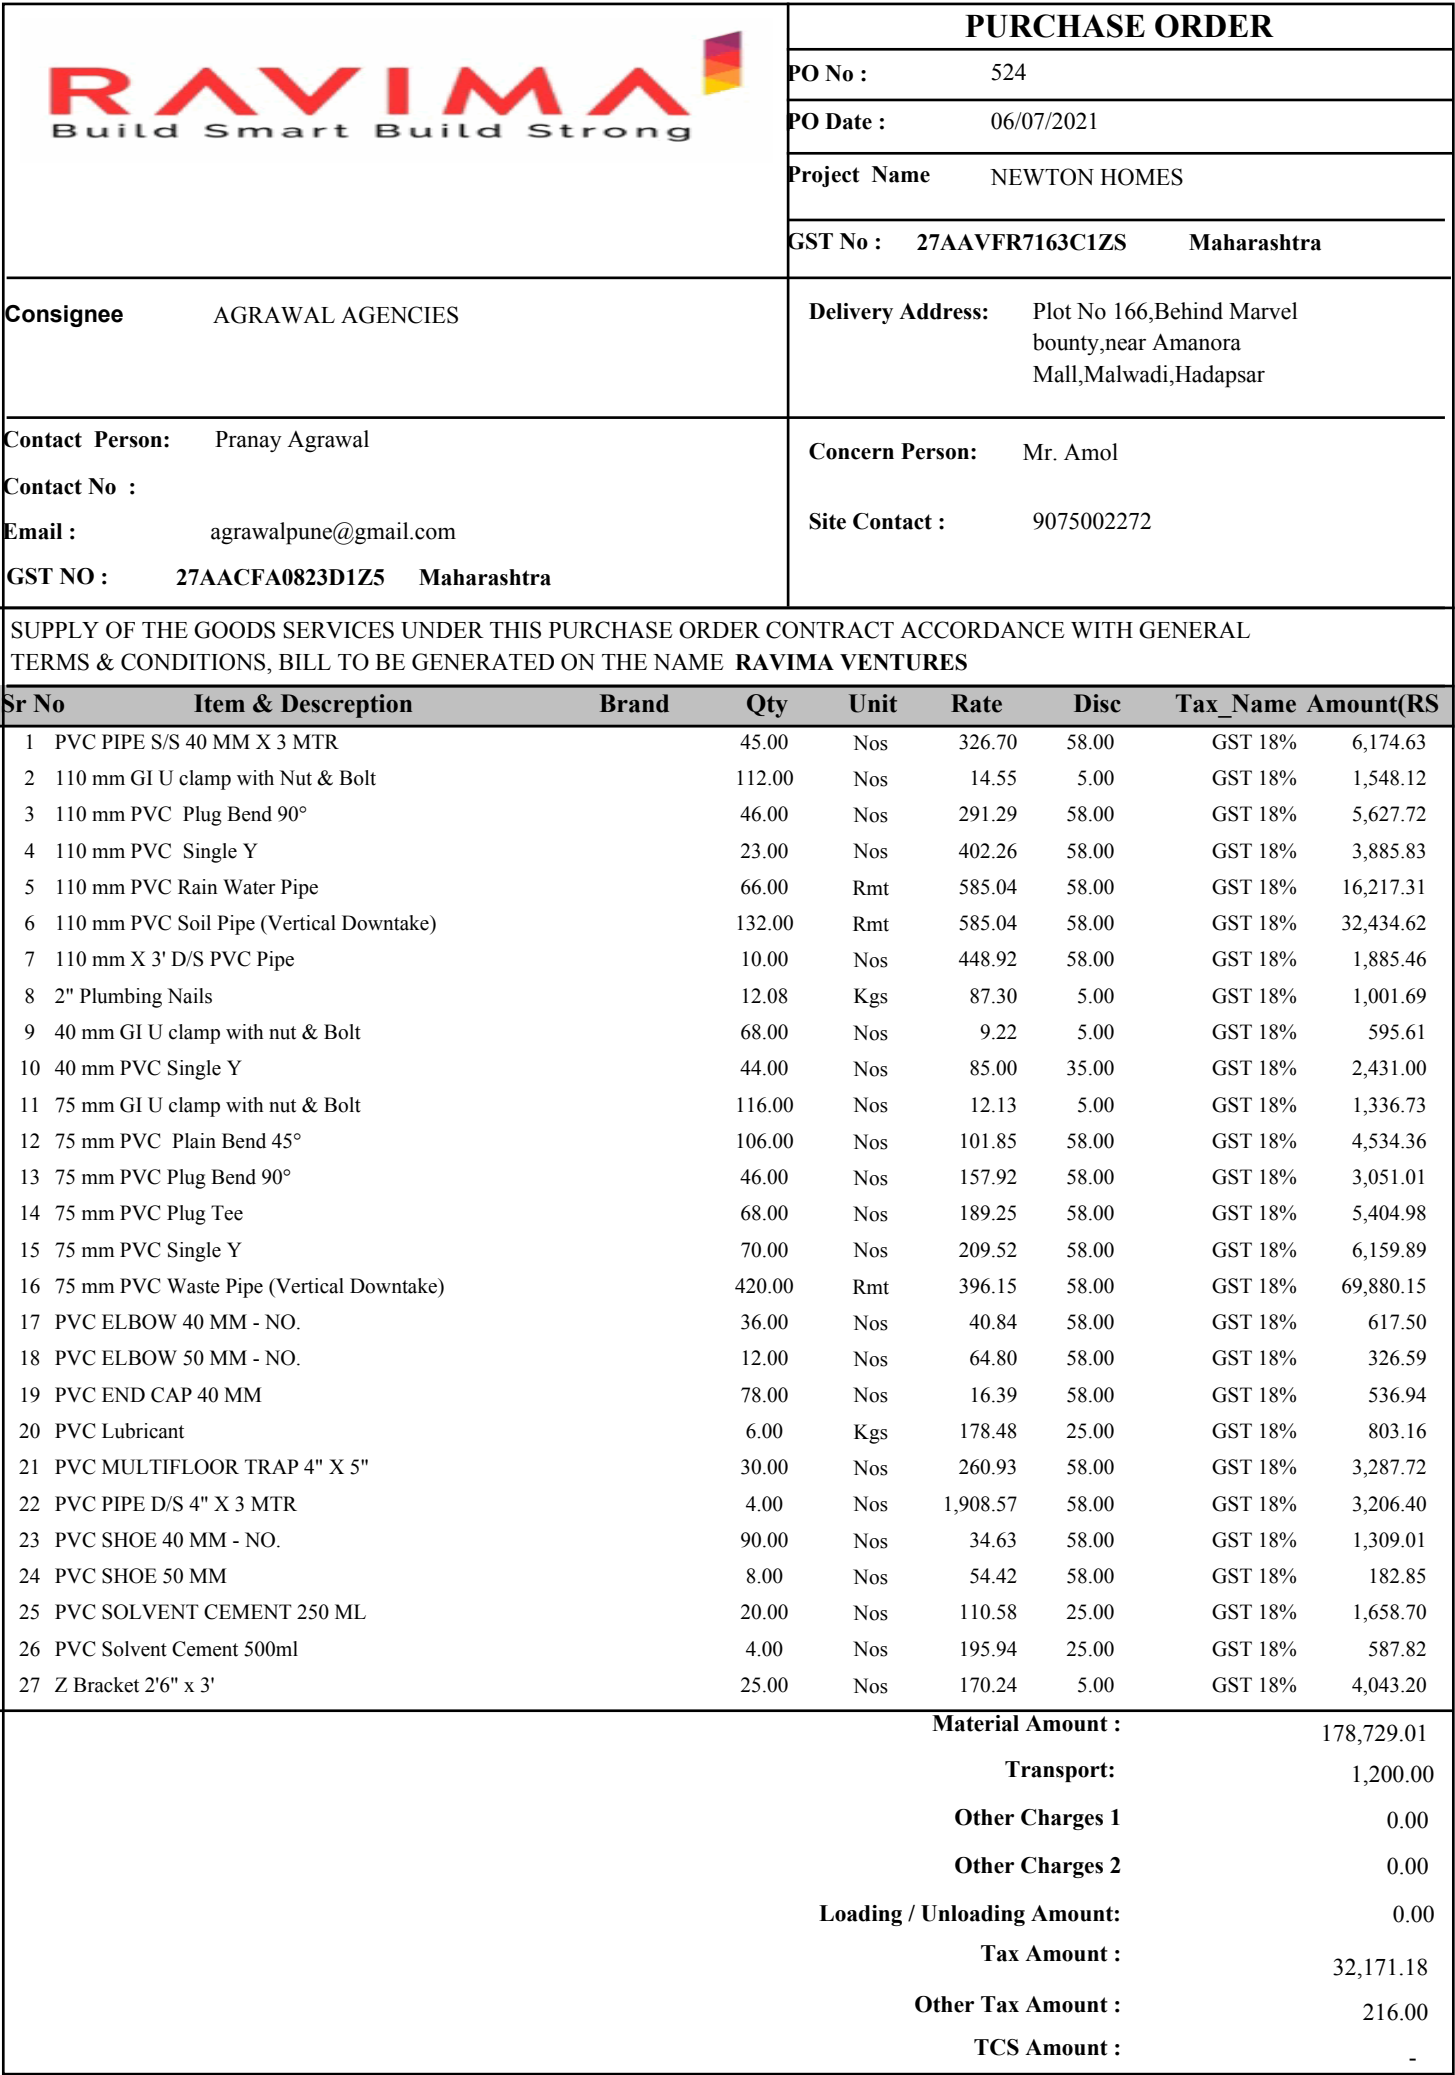 RAVIMA
Build Smart Build Strong
PURCHASE ORDER
PO No : 524
PO Date : 06/07/2021
Project Name NEWTON HOMES
GST No : 27AAVFR7163C1ZS Maharashtra
Consignee AGRAWAL AGENCIES
Delivery Address: Plot No 166,Behind Marvel
bounty,near Amanora
Mall,Malwadi,Hadapsar
Contact Person: Pranay Agrawal
Contact No :
Email : agrawalpune@gmail.com
GST NO : 27AACFA0823D1Z5 Maharashtra
Concern Person: Mr. Amol
Site Contact : 9075002272
SUPPLY OF THE GOODS SERVICES UNDER THIS PURCHASE ORDER CONTRACT ACCORDANCE WITH GENERAL
TERMS & CONDITIONS, BILL TO BE GENERATED ON THE NAME RAVIMA VENTURES
Sr No Item & Descreption Brand Qty Unit Rate Disc Tax_Name Amount(RS
1 PVC PIPE S/S 40 MM X 3 MTR 45.00 Nos 326.70 58.00 GST 18% 6,174.63
2 110 mm GI U clamp with Nut & Bolt 112.00 Nos 14.55 5.00 GST 18% 1,548.12
3 110 mm PVC Plug Bend 90° 46.00 Nos 291.29 58.00 GST 18% 5,627.72
4 110 mm PVC Single Y 23.00 Nos 402.26 58.00 GST 18% 3,885.83
5 110 mm PVC Rain Water Pipe 66.00 Rmt 585.04 58.00 GST 18% 16,217.31
6 110 mm PVC Soil Pipe (Vertical Downtake) 132.00 Rmt 585.04 58.00 GST 18% 32,434.62
7 110 mm X 3' D/S PVC Pipe 10.00 Nos 448.92 58.00 GST 18% 1,885.46
8 2" Plumbing Nails 12.08 Kgs 87.30 5.00 GST 18% 1,001.69
9 40 mm GI U clamp with nut & Bolt 68.00 Nos 9.22 5.00 GST 18% 595.61
10 40 mm PVC Single Y 44.00 Nos 85.00 35.00 GST 18% 2,431.00
11 75 mm GI U clamp with nut & Bolt 116.00 Nos 12.13 5.00 GST 18% 1,336.73
12 75 mm PVC Plain Bend 45° 106.00 Nos 101.85 58.00 GST 18% 4,534.36
13 75 mm PVC Plug Bend 90° 46.00 Nos 157.92 58.00 GST 18% 3,051.01
14 75 mm PVC Plug Tee 68.00 Nos 189.25 58.00 GST 18% 5,404.98
15 75 mm PVC Single Y 70.00 Nos 209.52 58.00 GST 18% 6,159.89
16 75 mm PVC Waste Pipe (Vertical Downtake) 420.00 Rmt 396.15 58.00 GST 18% 69,880.15
17 PVC ELBOW 40 MM - NO. 36.00 Nos 40.84 58.00 GST 18% 617.50
18 PVC ELBOW 50 MM - NO. 12.00 Nos 64.80 58.00 GST 18% 326.59
19 PVC END CAP 40 MM 78.00 Nos 16.39 58.00 GST 18% 536.94
20 PVC Lubricant 6.00 Kgs 178.48 25.00 GST 18% 803.16
21 PVC MULTIFLOOR TRAP 4" X 5" 30.00 Nos 260.93 58.00 GST 18% 3,287.72
22 PVC PIPE D/S 4" X 3 MTR 4.00 Nos 1,908.57 58.00 GST 18% 3,206.40
23 PVC SHOE 40 MM - NO. 90.00 Nos 34.63 58.00 GST 18% 1,309.01
24 PVC SHOE 50 MM 8.00 Nos 54.42 58.00 GST 18% 182.85
25 PVC SOLVENT CEMENT 250 ML 20.00 Nos 110.58 25.00 GST 18% 1,658.70
26 PVC Solvent Cement 500ml 4.00 Nos 195.94 25.00 GST 18% 587.82
27 Z Bracket 2'6" x 3' 25.00 Nos 170.24 5.00 GST 18% 4,043.20
Material Amount : 178,729.01
Transport: 1,200.00
Other Charges 1 0.00
Other Charges 2 0.00
Loading / Unloading Amount: 0.00
Tax Amount : 32,171.18
Other Tax Amount : 216.00
TCS Amount : -